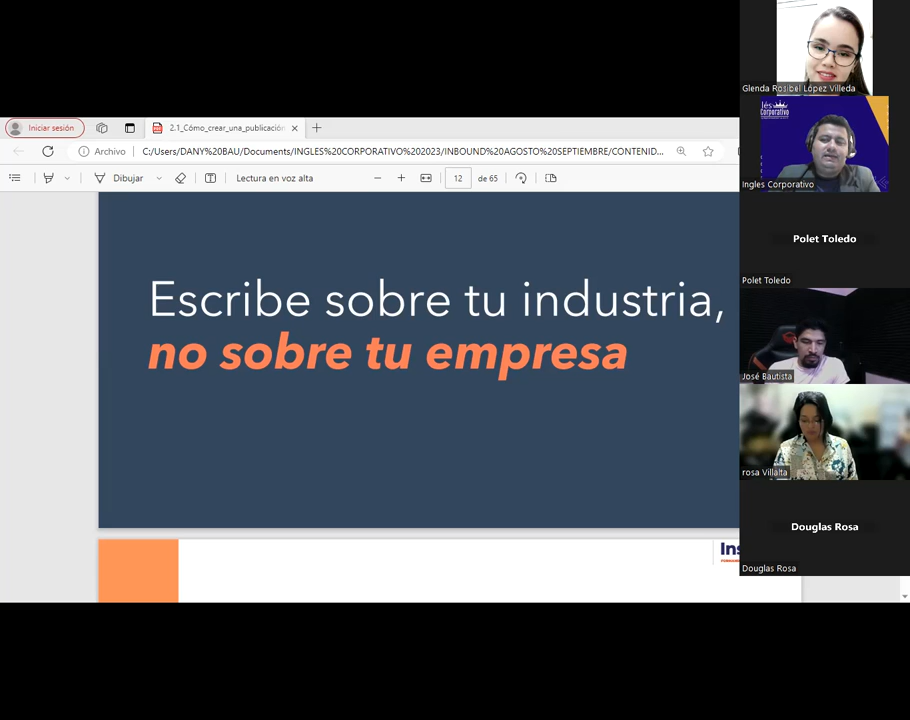 Iniciar sesión
2.1_Cómo_crear_una_publicación
Archivo
C:/Users/DANY%20BAU/Documents/INGLES%20CORPORATIVO%202023/INBOUND%20AGOSTO%20SEPTIEMBRE/CONTENID...
Dibujar
Lectura en voz alta
12 de 65
Escribe sobre tu industria,
no sobre tu empresa
Ins
Glenda Rosibel López Villeda
Corporativo
Ingles Corporativo
Polet Toledo
Polet Toledo
José Bautista
rosa Villalta
Douglas Rosa
Douglas Rosa